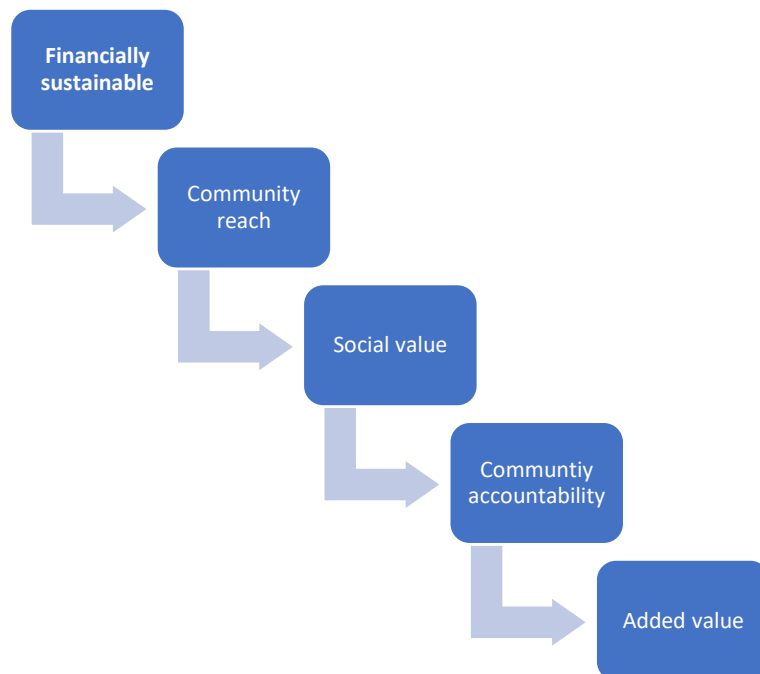 Financially
sustainable
Community
reach
Social value
Communtiy
accountability
Added value